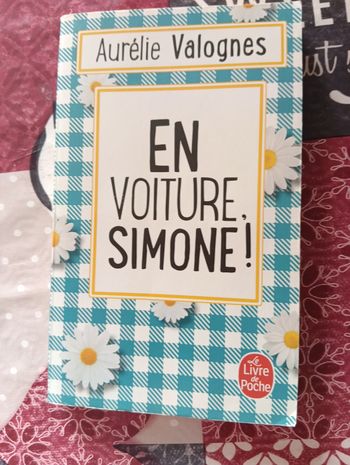 Aurélie Valognes
EN
VOITURE,
SIMONE!
Le
Livre
de
Poche